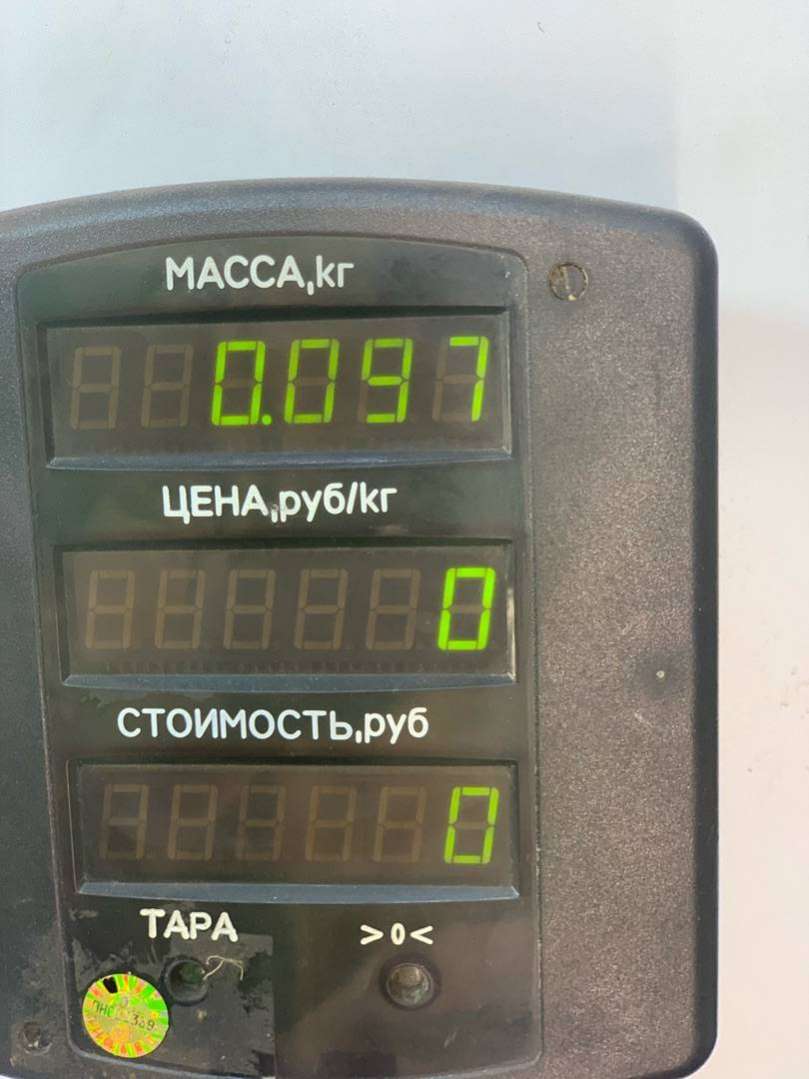 МАССА,кг
0.097
ЦЕНА,руб/кг
0
СТОИМОСТЬ,руб
0
ТАРА >0<